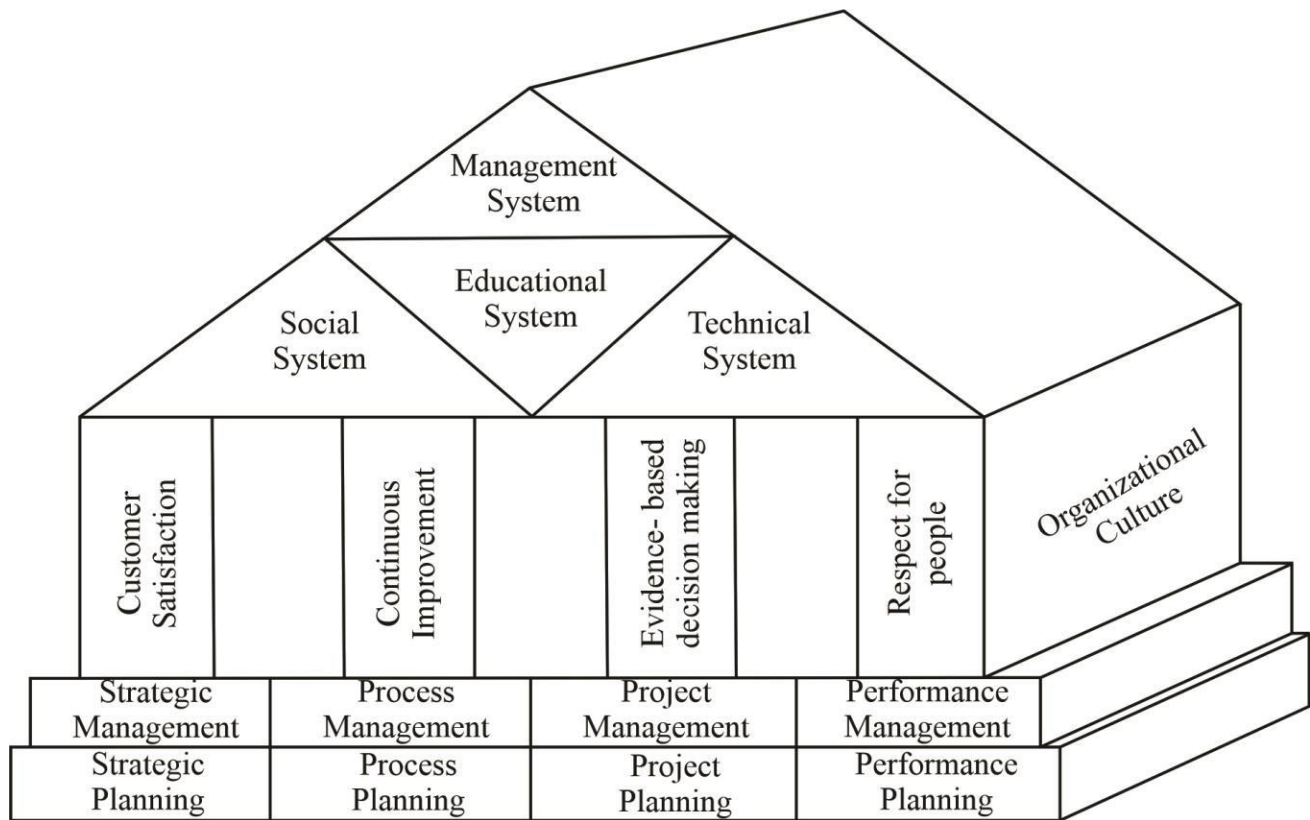 Management
System
Educational
System
Social
System
Technical
System
Customer
Satisfaction
Continuous
Improvement
Evidence- based
decision making
Respect for
people
Organizational
Culture
Strategic
Management
Process
Management
Project
Management
Performance
Management
Strategic
Planning
Process
Planning
Project
Planning
Performance
Planning